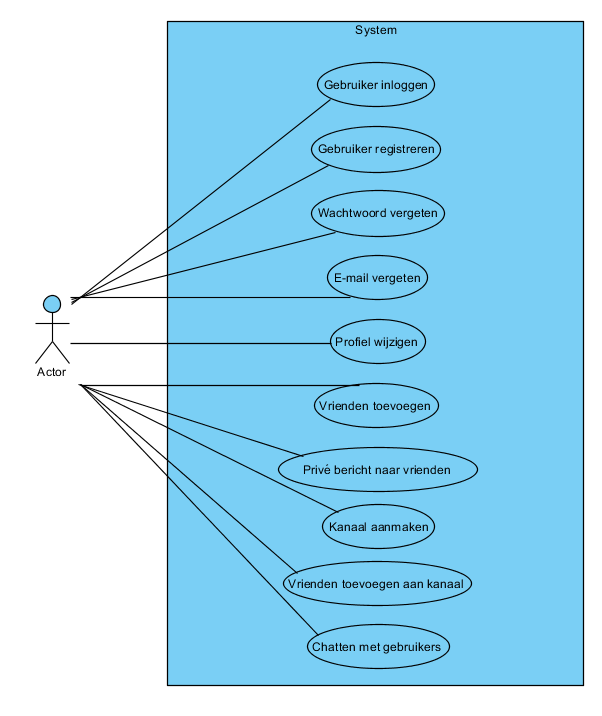 System
Gebruiker inloggen
Gebruiker registreren
Wachtwoord vergeten
E-mail vergeten
Profiel wijzigen
Actor
Vrienden toevoegen
Privé bericht naar vrienden
Kanaal aanmaken
Vrienden toevoegen aan kanaal
Chatten met gebruikers